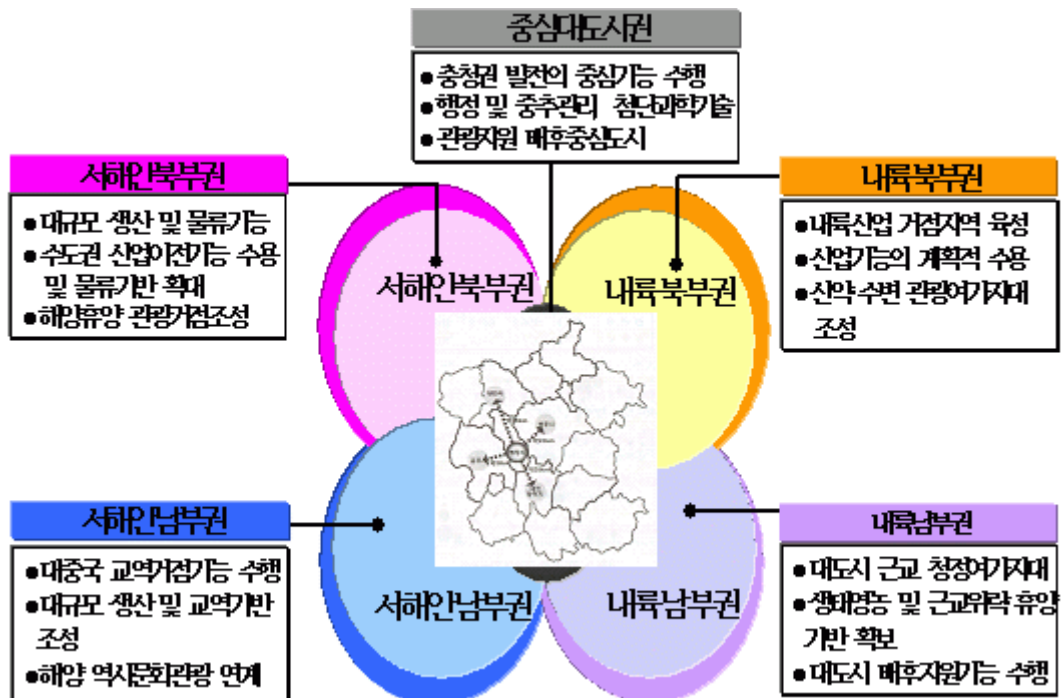 중심대도시권
● 충청권 발전의 중심기능 수행
● 행정 및 중추관리 첨단과학기술
● 관광자원 배후중심도시
서해안북부권
● 대규모 생산 및 물류기능
● 수도권 산업이전기능 수용
및 물류기반 확대
● 해양휴양 관광거점조성
내륙북부권
● 내륙산업 거점지역 육성
● 산업기능의 계획적 수용
● 산악 수변 관광여가지대
조성
서해안북부권
내륙북부권
서해안남부권
● 대중국 교역거점기능 수행
● 대규모 생산 및 교역기반
조성
● 해양 역사문화관광 연계
내륙남부권
● 대도시 근교 청정여가지대
● 생태영농 및 근교위락 휴양
기반 확보
● 대도시 배후지원기능 수행
서해안남부권
내륙남부권